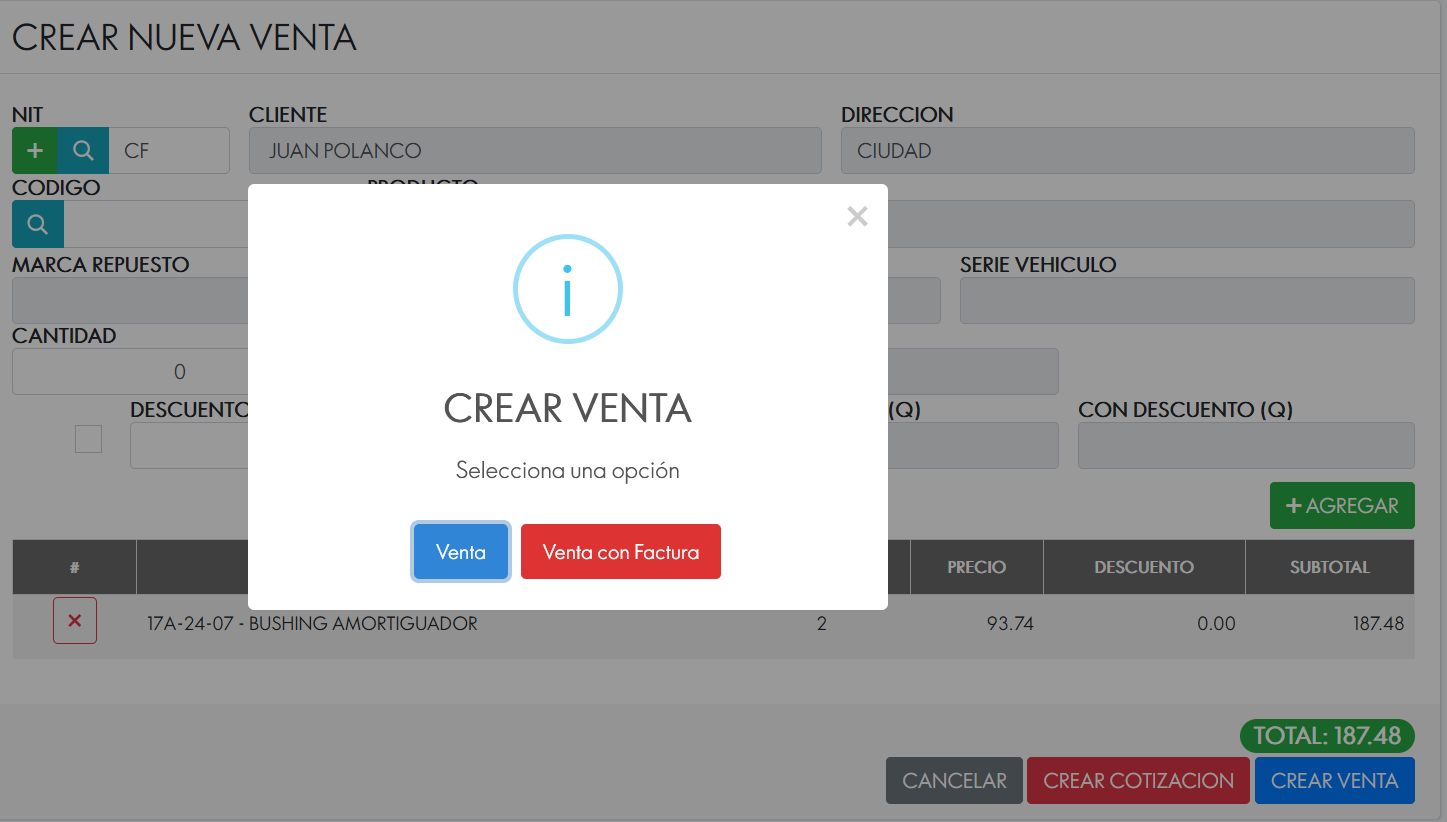 CREAR NUEVA VENTA
NIT CLIENTE DIRECCION
+ CF JUAN POLANCO CIUDAD
CODIGO PRODUCTO
×
MARCA REPUESTO SERIE VEHICULO
i
CANTIDAD
0
CREAR VENTA
DESCUENTO (Q) CON DESCUENTO (Q)
Selecciona una opción
+ AGREGAR
Venta Venta con Factura
# PRECIO DESCUENTO SUBTOTAL
× 17A-24-07 - BUSHING AMORTIGUADOR 2 93.74 0.00 187.48
TOTAL: 187.48
CANCELAR CREAR COTIZACION CREAR VENTA